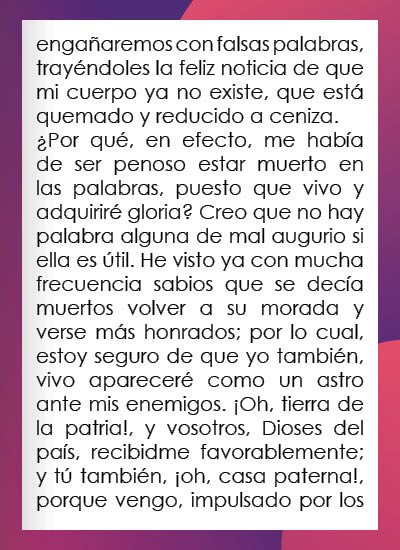 engañaremos con falsas palabras,
trayéndoles la feliz noticia de que
mi cuerpo ya no existe, que está
quemado y reducido a ceniza.
¿Por qué, en efecto, me había
de ser penoso estar muerto en
las palabras, puesto que vivo y
adquiriré gloria? Creo que no hay
palabra alguna de mal augurio si
ella es útil. He visto ya con mucha
frecuencia sabios que se decía
muertos volver a su morada y
verse más honrados; por lo cual,
estoy seguro de que yo también,
vivo apareceré como un astro
ante mis enemigos. ¡Oh, tierra de
la patria!, y vosotros, Dioses del
país, recibidme favorablemente;
y tú también, ¡oh, casa paterna!,
porque vengo, impulsado por los